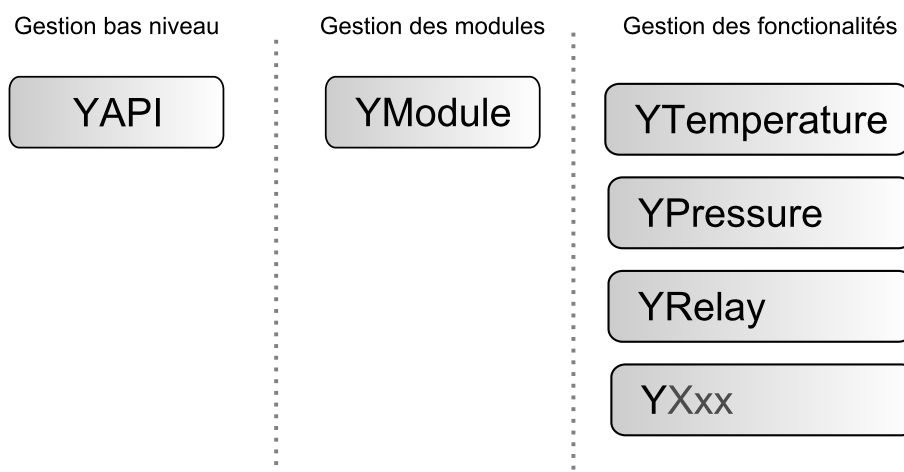 Gestion bas niveau
Gestion des modules
Gestion des fonctionalités
YAPI
YModule
YTemperature
YPressure
YRelay
YXxx